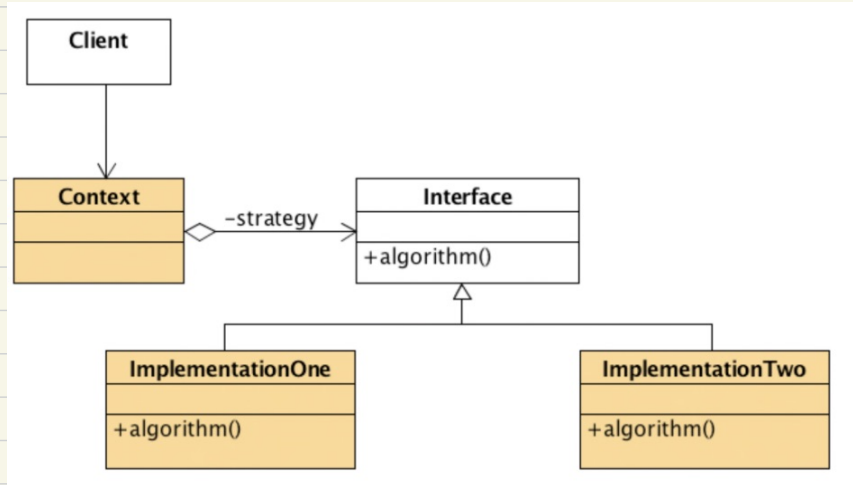 Client
Context
-strategy
Interface
+algorithm()
ImplementationOne
+algorithm()
ImplementationTwo
+algorithm()